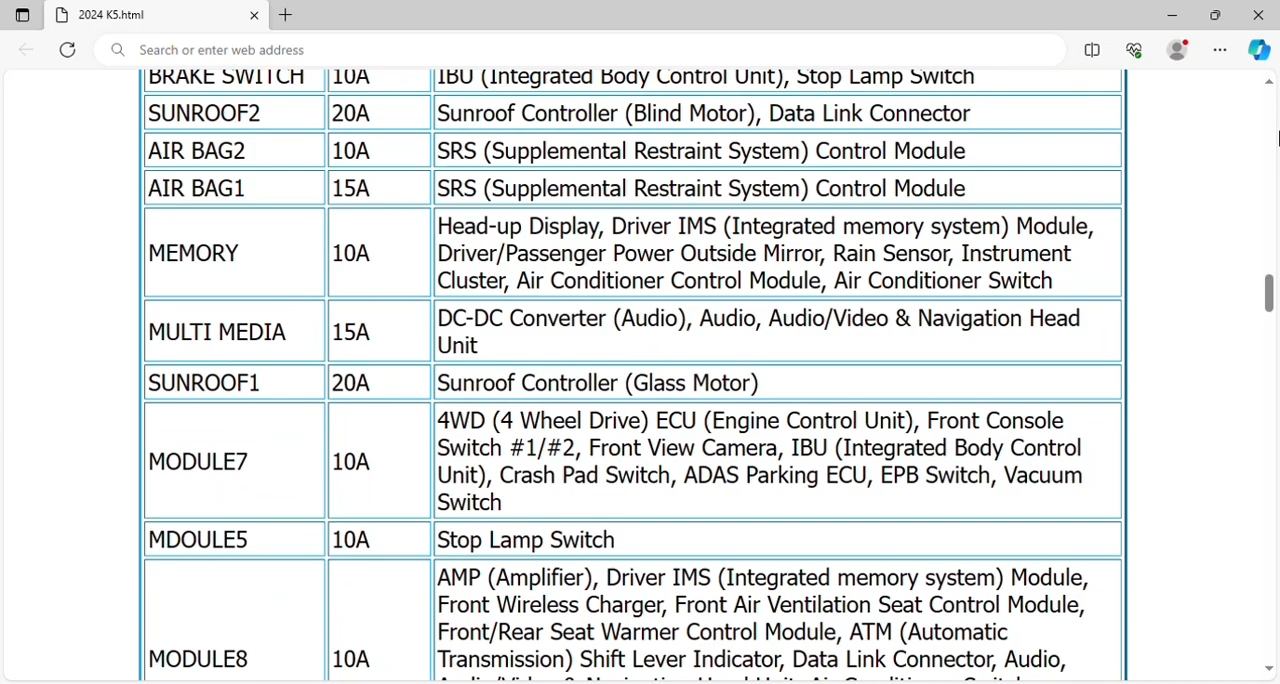 2024 K5.html
Search or enter web address
BRAKE SWITCH 10A IBU (Integrated Body Control Unit), Stop Lamp Switch
SUNROOF2 20A Sunroof Controller (Blind Motor), Data Link Connector
AIR BAG2 10A SRS (Supplemental Restraint System) Control Module
AIR BAG1 15A SRS (Supplemental Restraint System) Control Module
MEMORY 10A Head-up Display, Driver IMS (Integrated memory system) Module,
Driver/Passenger Power Outside Mirror, Rain Sensor, Instrument
Cluster, Air Conditioner Control Module, Air Conditioner Switch
MULTI MEDIA 15A DC-DC Converter (Audio), Audio, Audio/Video & Navigation Head
Unit
SUNROOF1 20A Sunroof Controller (Glass Motor)
MODULE7 10A 4WD (4 Wheel Drive) ECU (Engine Control Unit), Front Console
Switch #1/#2, Front View Camera, IBU (Integrated Body Control
Unit), Crash Pad Switch, ADAS Parking ECU, EPB Switch, Vacuum
Switch
MDOULE5 10A Stop Lamp Switch
MODULE8 10A AMP (Amplifier), Driver IMS (Integrated memory system) Module,
Front Wireless Charger, Front Air Ventilation Seat Control Module,
Front/Rear Seat Warmer Control Module, ATM (Automatic
Transmission) Shift Lever Indicator, Data Link Connector, Audio,